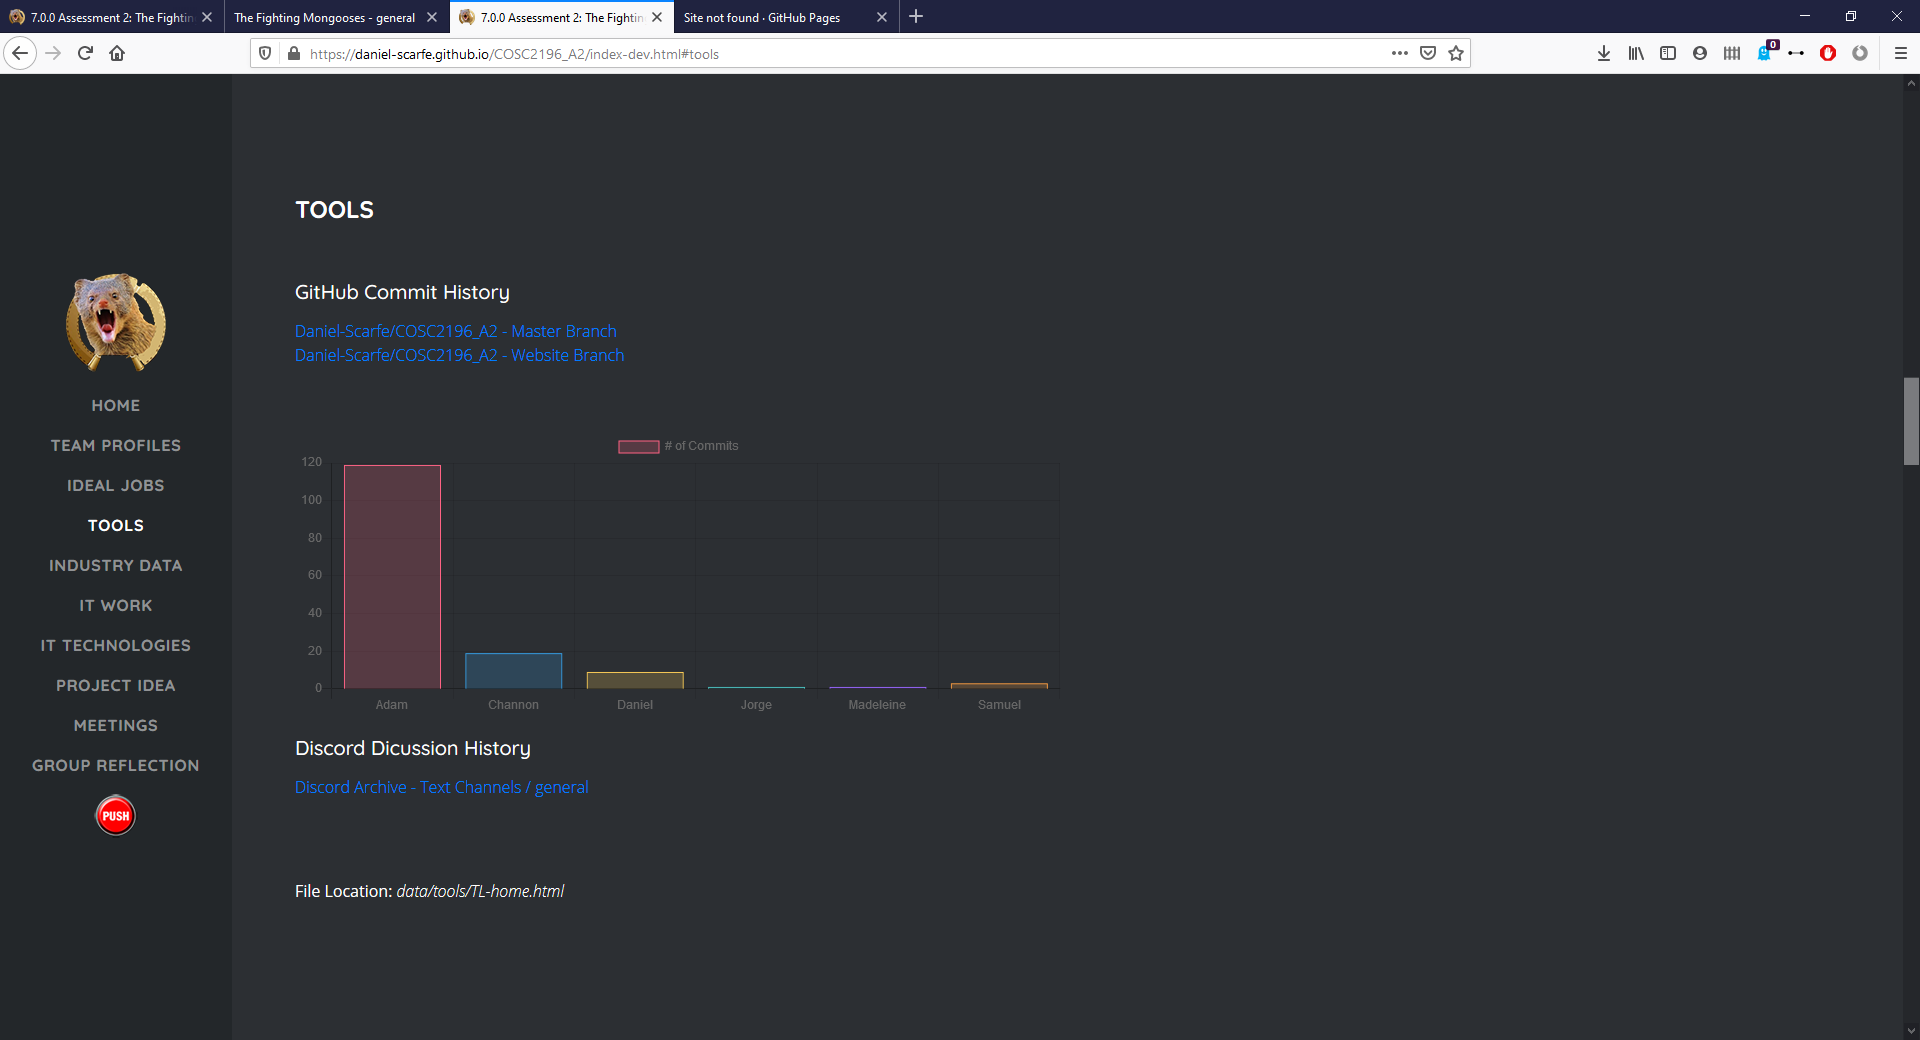 7.0.0 Assessment 2: The Fightin
The Fighting Mongooses - general
7.0.0 Assessment 2: The Fightin
Site not found · GitHub Pages
https://daniel-scarfe.github.io/COSC2196_A2/index-dev.html#tools
0
HOME
TEAM PROFILES
IDEAL JOBS
TOOLS
INDUSTRY DATA
IT WORK
IT TECHNOLOGIES
PROJECT IDEA
MEETINGS
GROUP REFLECTION
PUSH
TOOLS
GitHub Commit History
Daniel-Scarfe/COSC2196_A2 - Master Branch
Daniel-Scarfe/COSC2196_A2 - Website Branch
# of Commits
120
100
80
60
40
20
0
Adam Channon Daniel Jorge Madeleine Samuel
Discord Dicussion History
Discord Archive - Text Channels / general
File Location: data/tools/TL-home.html